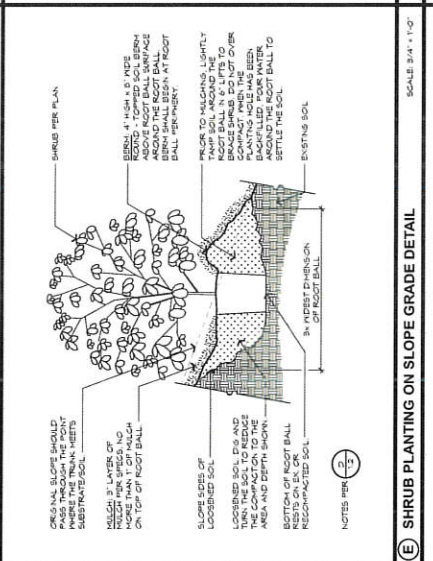 ORIGINAL SLOPE SHOULD
PASS THROUGH THE POINT
WHERE THE TRUNK MEETS
SUBSTRATE/SOIL.
MULCH 3" LAYER OF
MULCH PER SPECS. NO
MORE THAN 1" OF MULCH
ON TOP OF ROOT BALL.
SLOPE SIDES OF
LOOSENED SOIL.
LOOSENED SOIL. DIG AND
TURN THE SOIL TO REDUCE
THE COMPACTION TO THE
AREA AND DEPTH SHOWN.
BOTTOM OF ROOT BALL
RESTS ON EX. OR
RECOMPACTED SOIL.
NOTES PER
SHRUB PER PLAN
BERM: 4" HIGH x 8" WIDE
ROUND - TOPPED SOIL BERM
ABOVE ROOT BALL SURFACE
AROUND THE ROOT BALL.
BERM SHALL BEGIN AT ROOT
BALL PERIPHERY.
PRIOR TO MULCHING, LIGHTLY
TAMP SOIL AROUND THE
ROOT BALL IN 6" LIFTS TO
BRACE SHRUB. DO NOT OVER
COMPACT. WHEN THE
PLANTING HOLE HAS BEEN
BACKFILLED, POUR WATER
AROUND THE ROOT BALL TO
SETTLE THE SOIL.
EXISTING SOIL
3x WIDEST DIMENSION
OF ROOT BALL
E SHRUB PLANTING ON SLOPE GRADE DETAIL
SCALE: 3/4" = 1'-0"